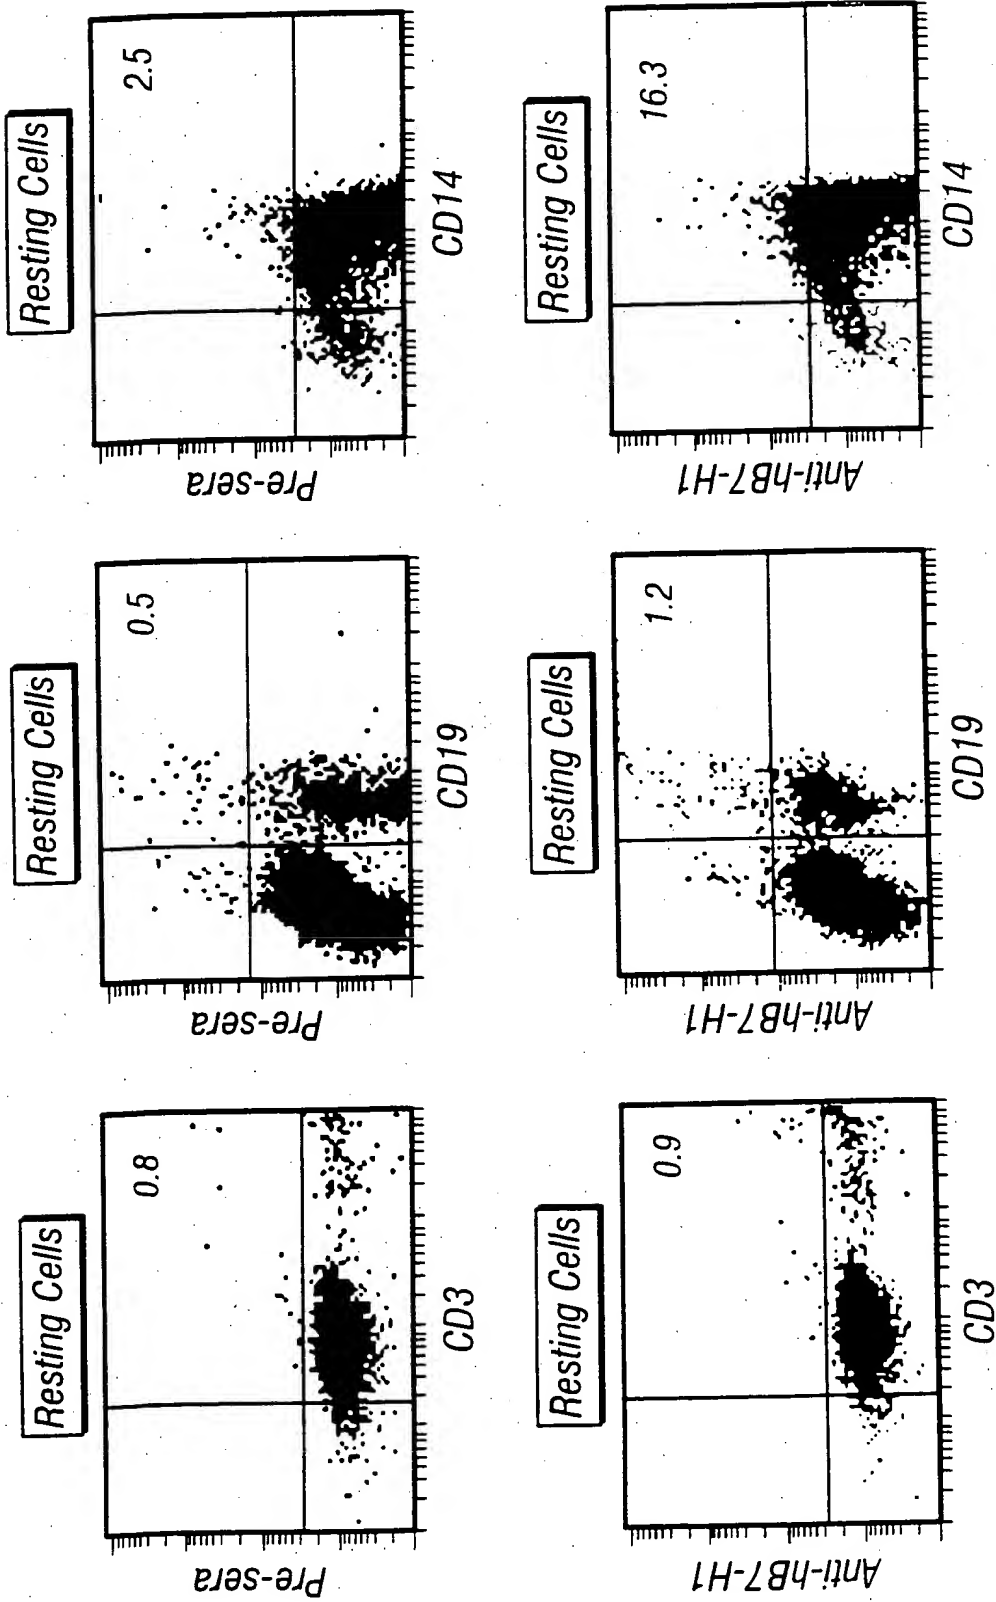 Resting Cells
0.8
Pre-sera
CD3
Resting Cells
0.5
Pre-sera
CD19
Resting Cells
2.5
Pre-sera
CD14
Resting Cells
0.9
Anti-hB7-H1
CD3
Resting Cells
1.2
Anti-hB7-H1
CD19
Resting Cells
16.3
Anti-hB7-H1
CD14